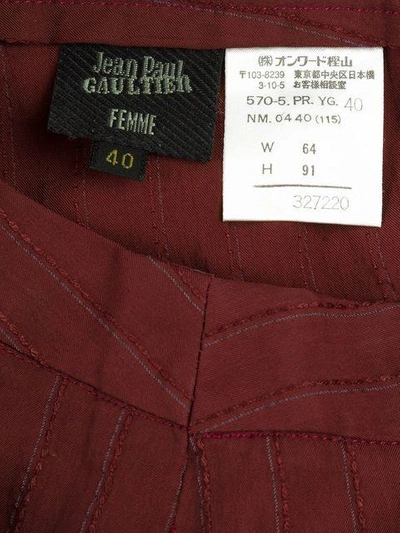 Jean Paul
GAULTIER
FEMME
40
(株)オンワード樫山
〒103-8239 東京都中央区日本橋
3-10-5 お客様相談室
570-5. PR. YG. 40
NM. 0440 (115)
W 64
H 91
327220